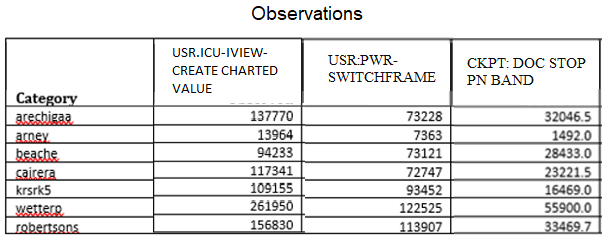 Observations
Category USR.ICU-IVIEW-CREATE CHARTED VALUE USR:PWR-SWITCHFRAME CKPT: DOC STOP PN BAND
arechigaa 137770 73228 32046.5
arney 13964 7363 1492.0
beache 94233 73121 28433.0
cairera 117341 72747 23221.5
krsrk5 109155 93452 16469.0
wetterp 261950 122525 55900.0
robertsons 156830 113907 33469.7